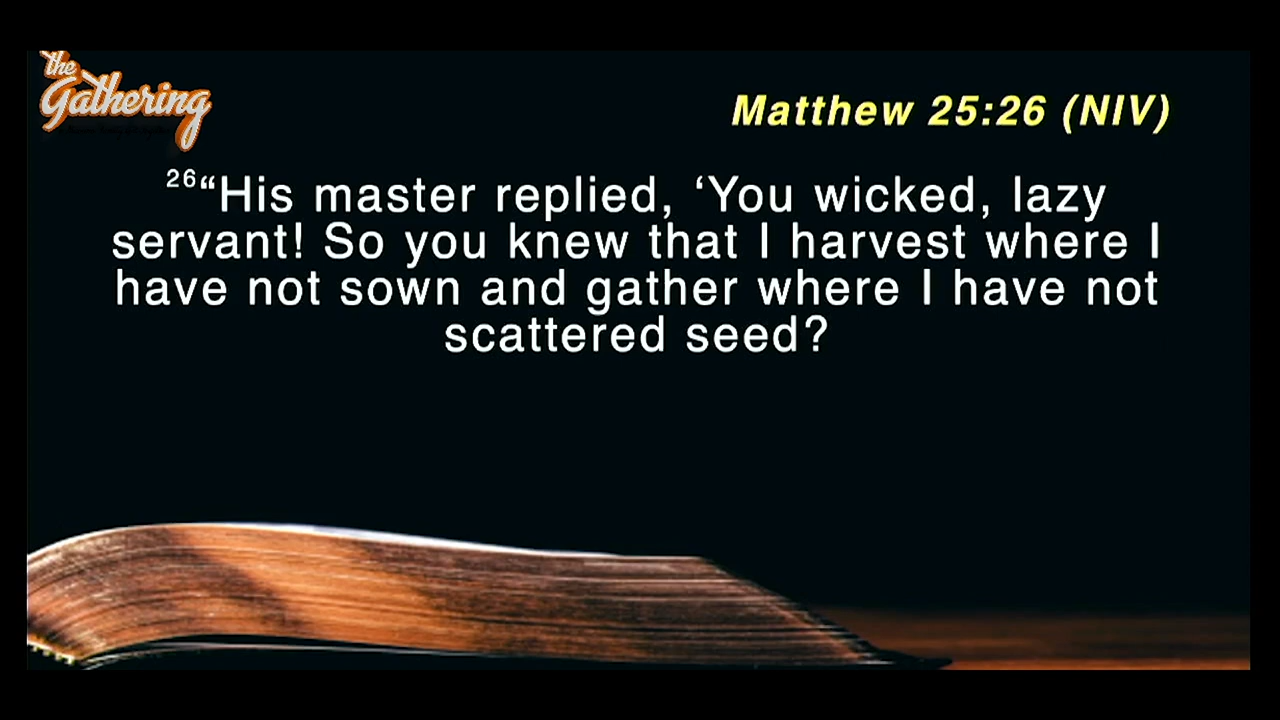 the
Gathering
Matthew 25:26 (NIV)
26“His master replied, ‘You wicked, lazy
servant! So you knew that I harvest where I
have not sown and gather where I have not
scattered seed?